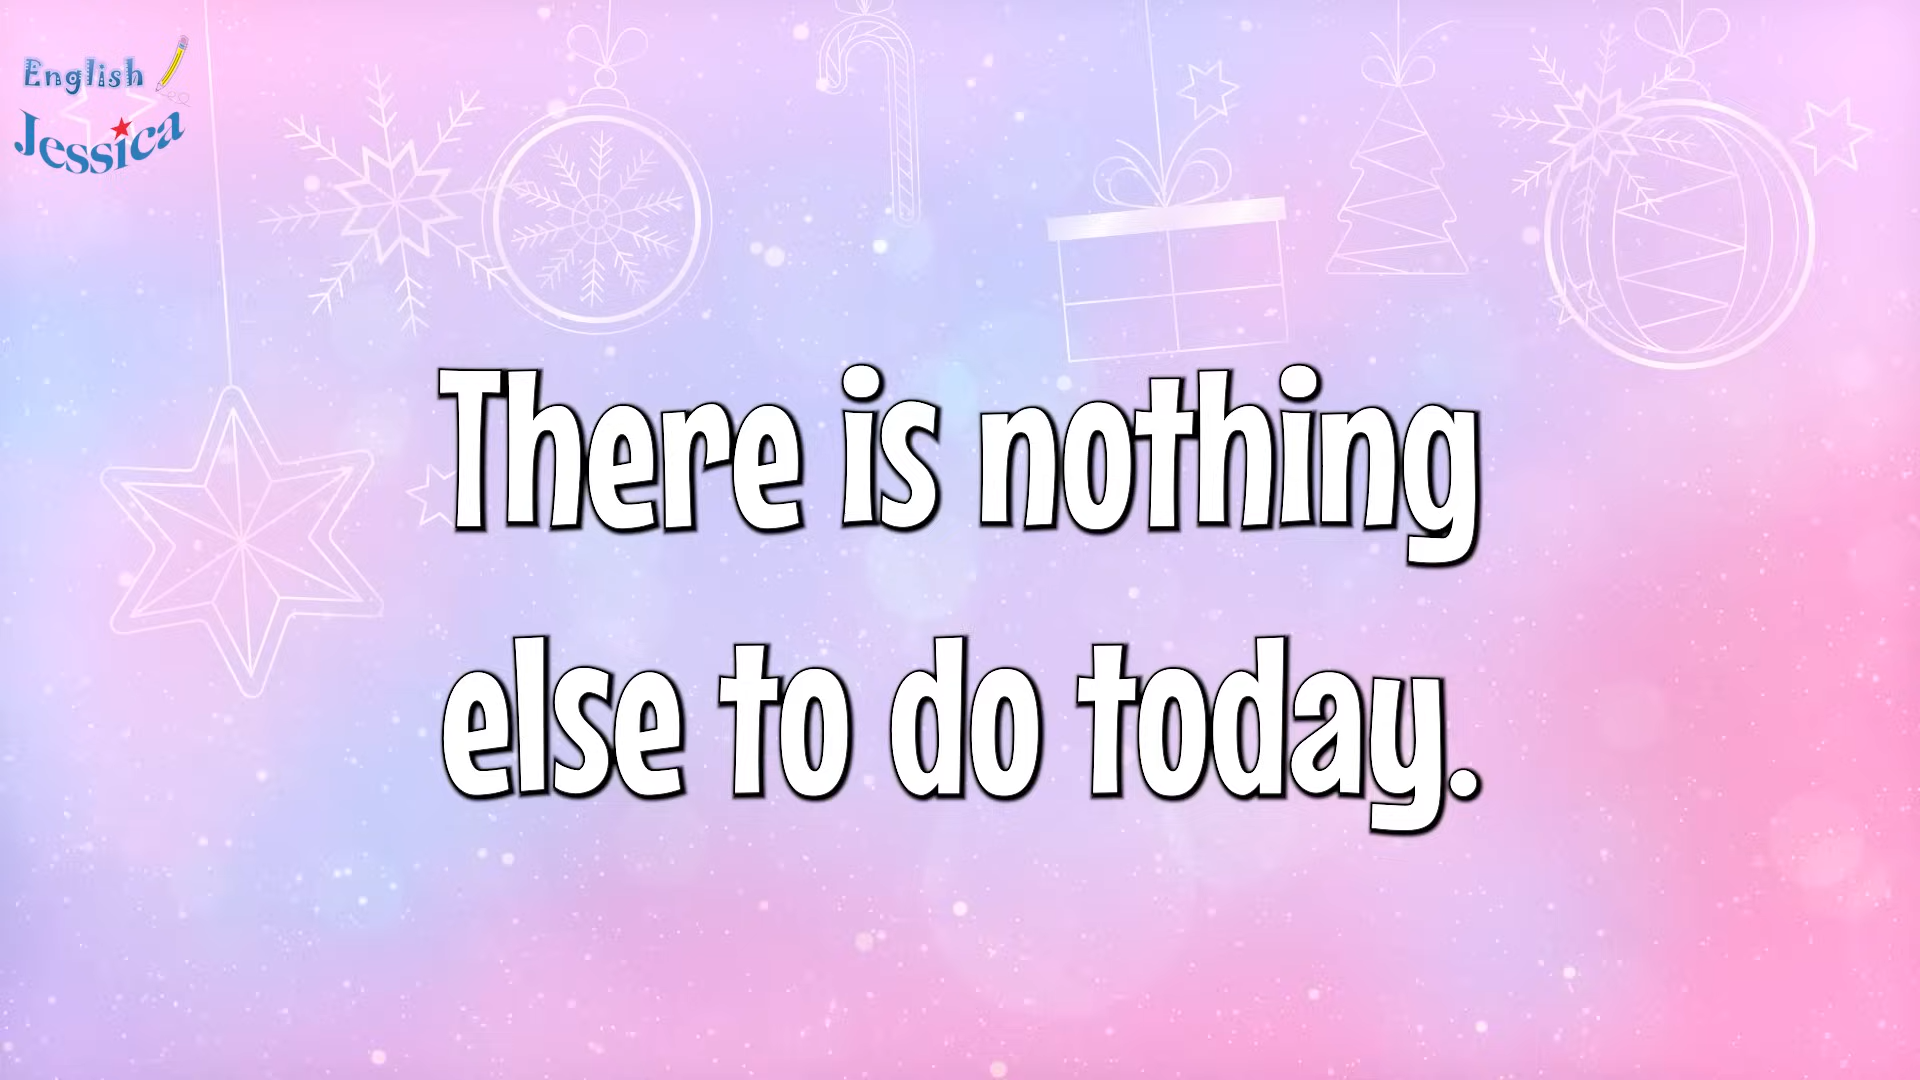 English
Jessica
There is nothing
else to do today.